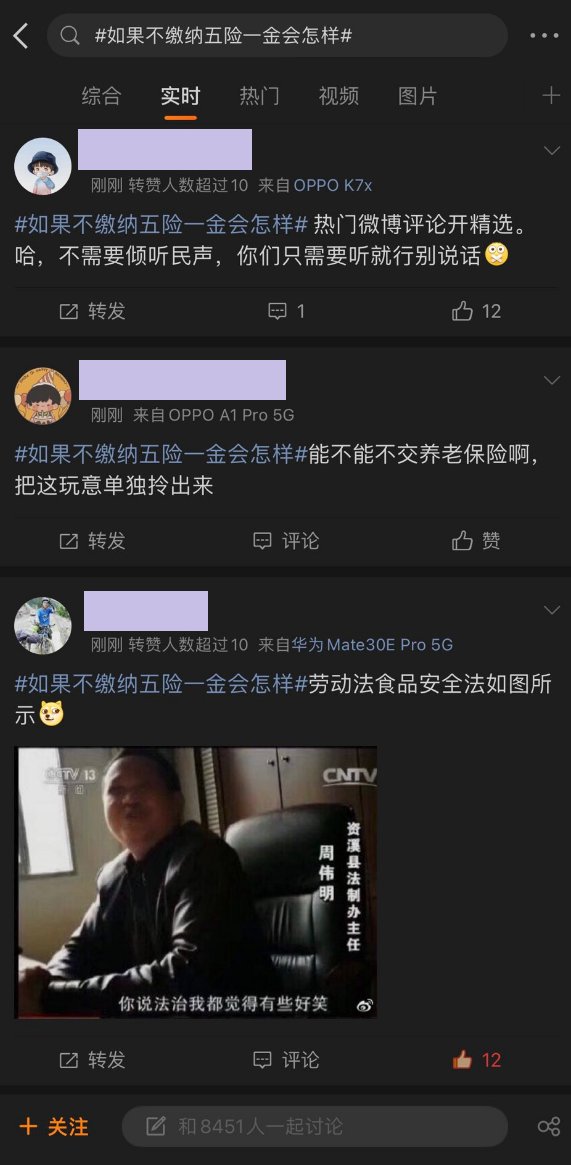 #如果不缴纳五险一金会怎样#
综合 实时 热门 视频 图片
刚刚 转赞人数超过10 来自OPPO K7x
#如果不缴纳五险一金会怎样# 热门微博评论开精选。
哈，不需要倾听民声，你们只需要听就行别说话
转发 1 12
刚刚 来自OPPO A1 Pro 5G
#如果不缴纳五险一金会怎样#能不能不交养老保险啊，
把这玩意单独拎出来
转发 评论 赞
刚刚 转赞人数超过10 来自华为Mate30E Pro 5G
#如果不缴纳五险一金会怎样#劳动法食品安全法如图所
示
CCTV 13
新闻
CNTV
资溪县法制办主任
周伟明
你说法治我都觉得有些好笑
转发 评论 12
+ 关注 和8451人一起讨论